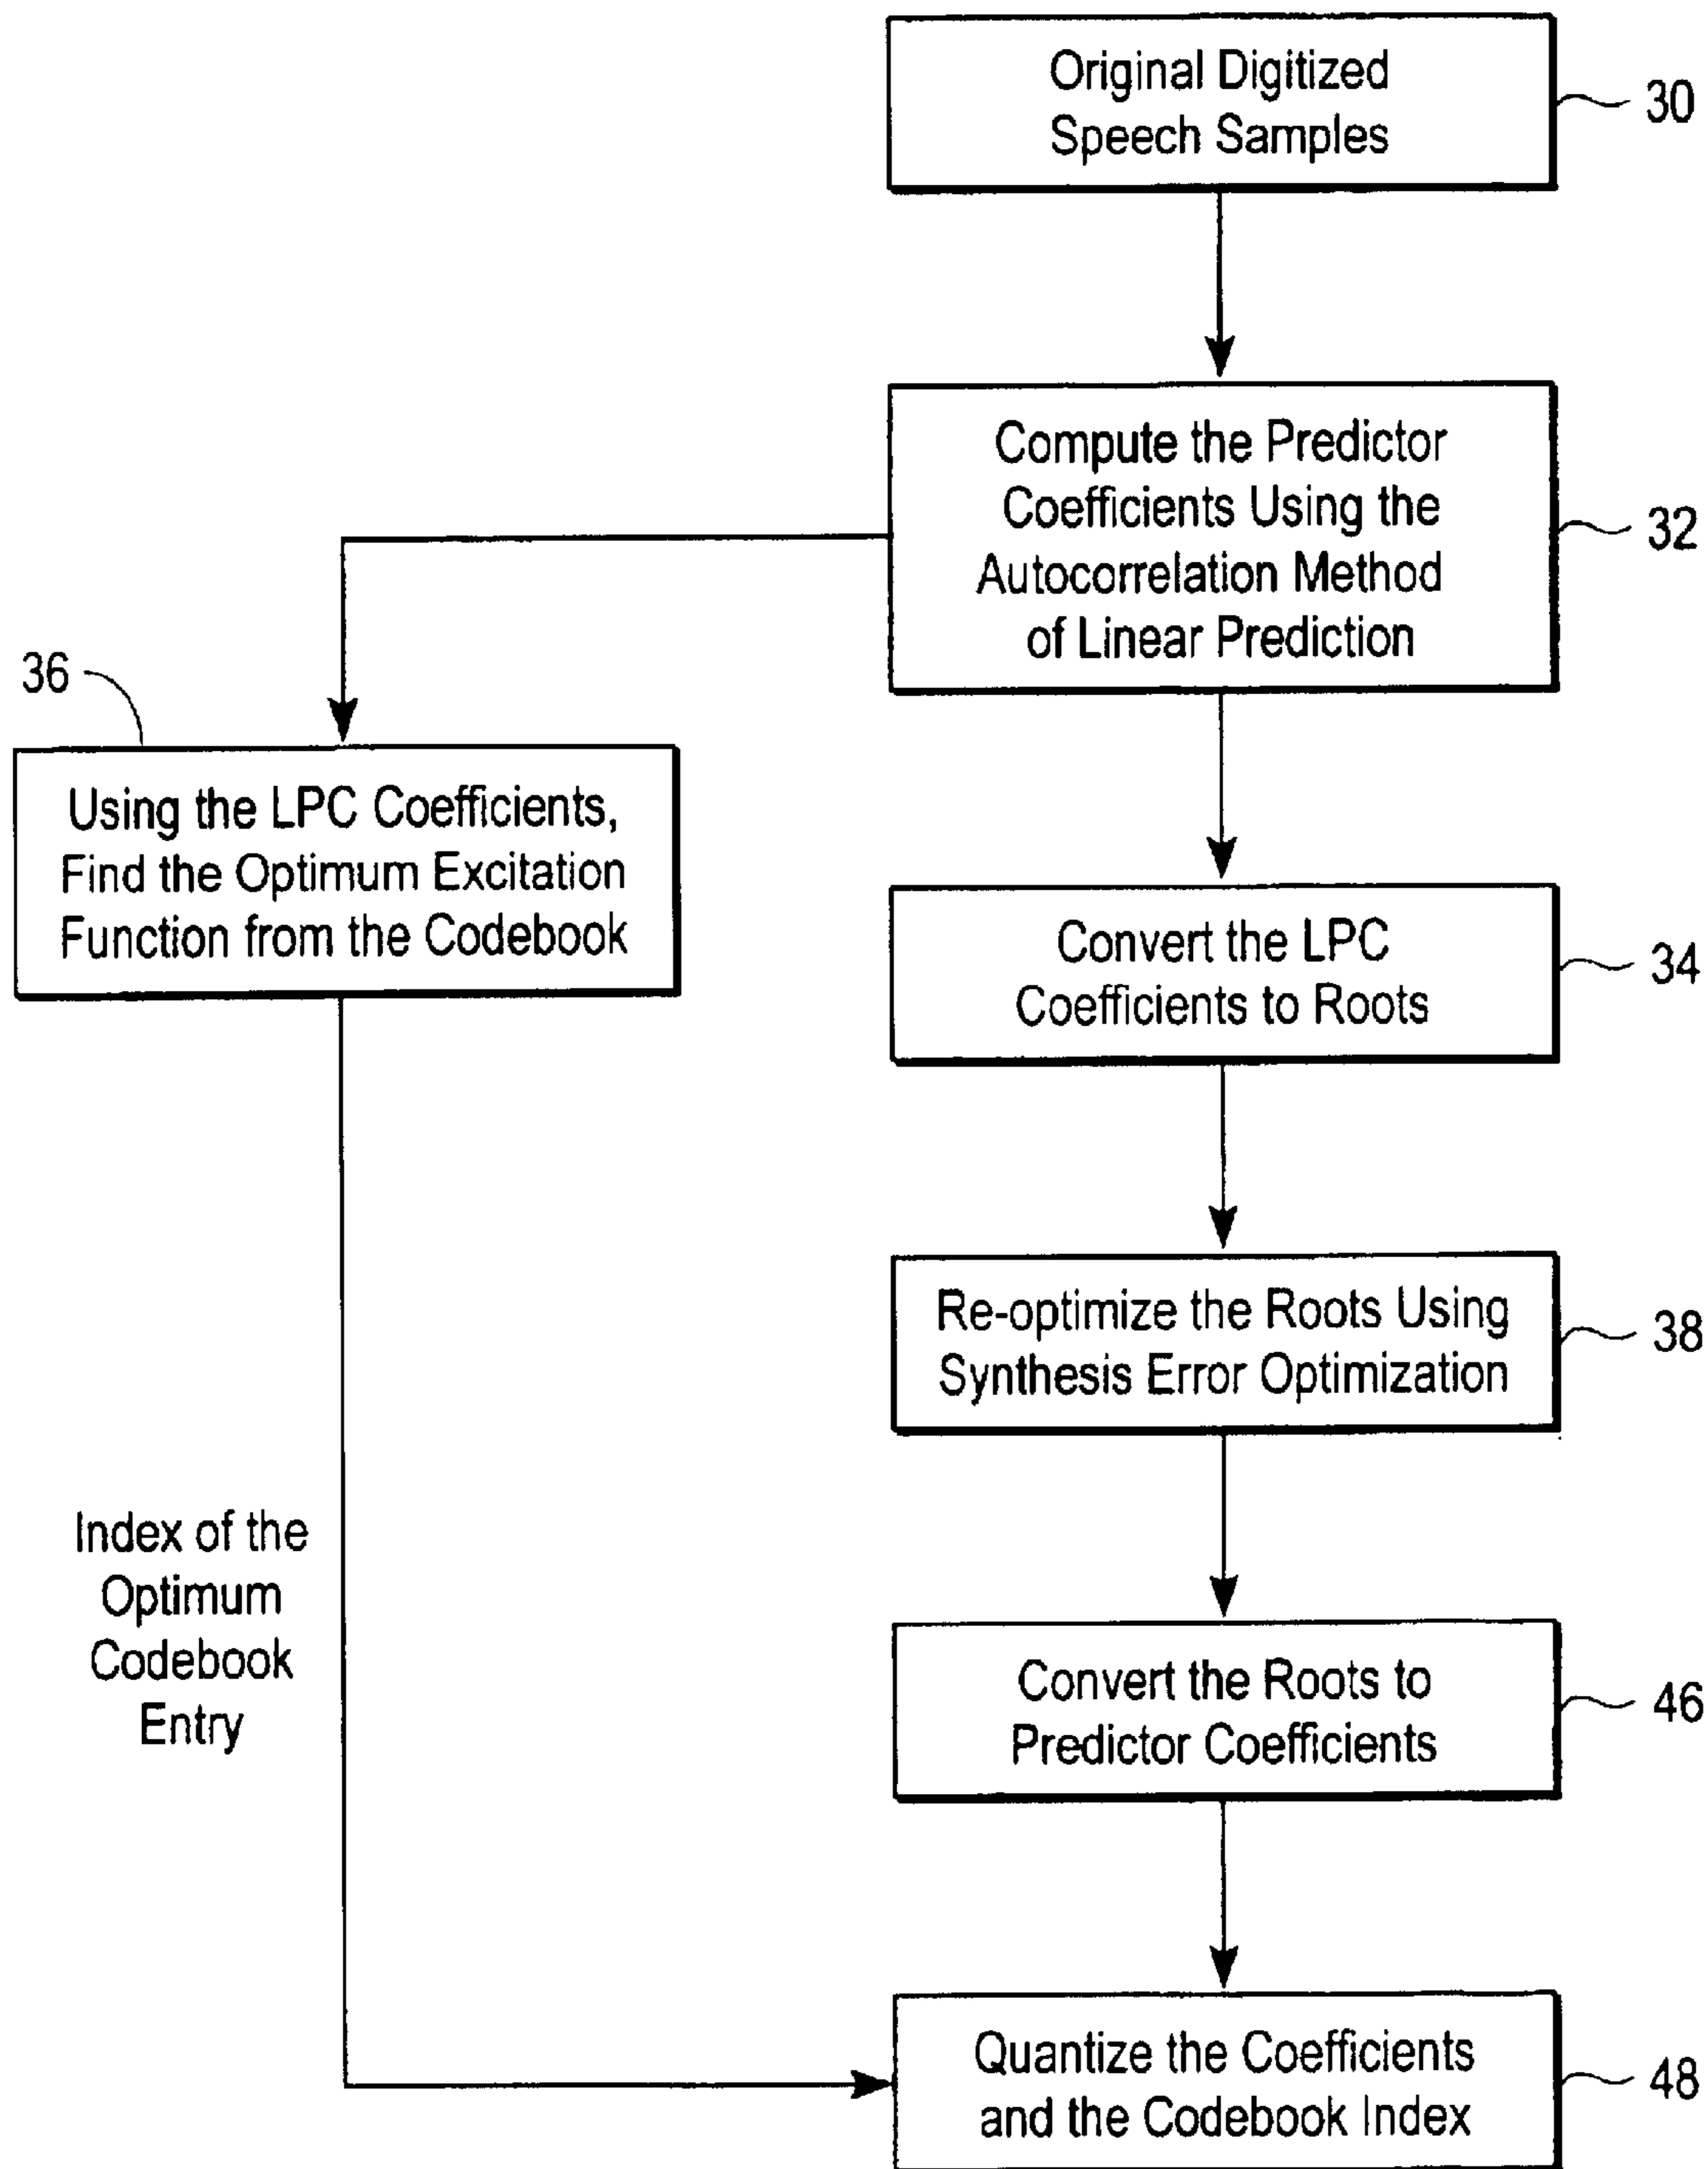 Original Digitized
Speech Samples
30
Compute the Predictor
Coefficients Using the
Autocorrelation Method
of Linear Prediction
32
36
Using the LPC Coefficients,
Find the Optimum Excitation
Function from the Codebook
Convert the LPC
Coefficients to Roots
34
Re-optimize the Roots Using
Synthesis Error Optimization
38
Index of the
Optimum
Codebook
Entry
Convert the Roots to
Predictor Coefficients
46
Quantize the Coefficients
and the Codebook Index
48